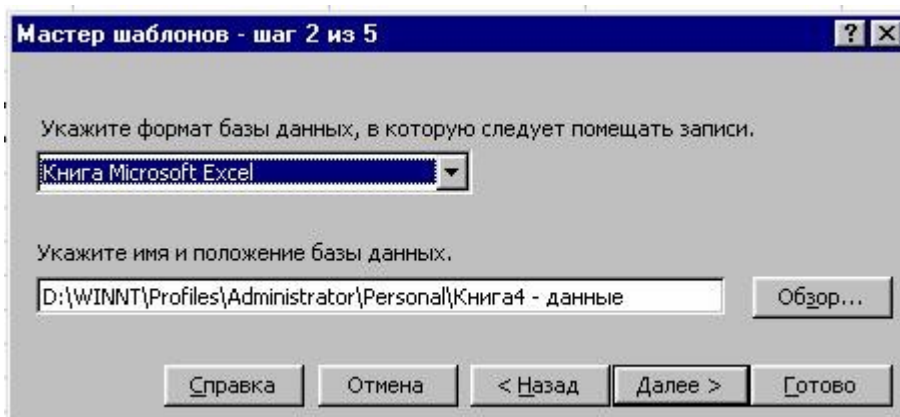 Мастер шаблонов - шаг 2 из 5
Укажите формат базы данных, в которую следует помещать записи.
Книга Microsoft Excel
Укажите имя и положение базы данных.
D:\WINNT\Profiles\Administrator\Personal\Книга4 - данные
Обзор...
Справка Отмена < Назад Далее > Готово